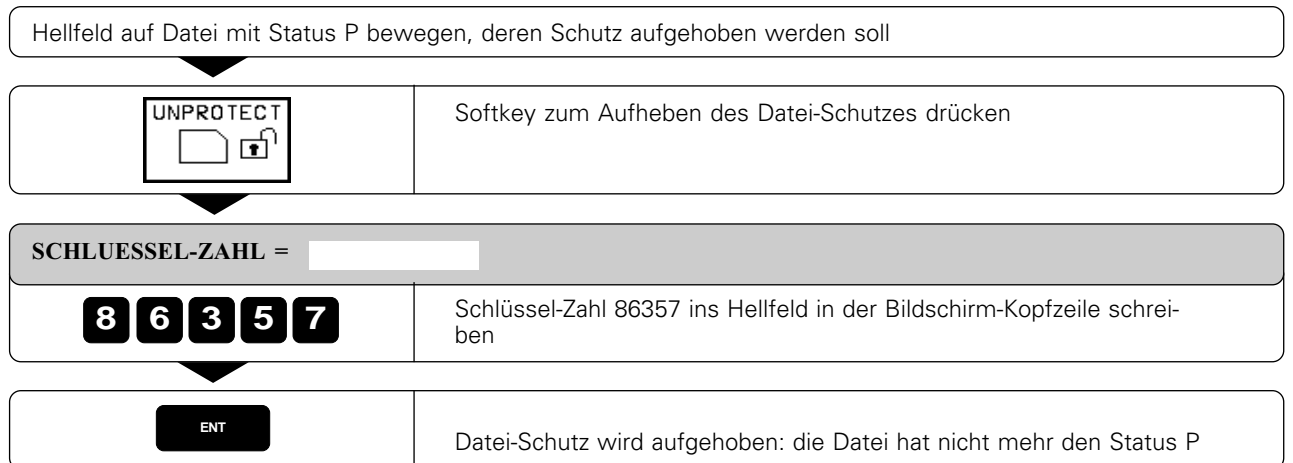 Hellfeld auf Datei mit Status P bewegen, deren Schutz aufgehoben werden soll
UNPROTECT
Softkey zum Aufheben des Datei-Schutzes drücken
SCHLUESSEL-ZAHL =
8 6 3 5 7
Schlüssel-Zahl 86357 ins Hellfeld in der Bildschirm-Kopfzeile schrei-
ben
ENT
Datei-Schutz wird aufgehoben: die Datei hat nicht mehr den Status P